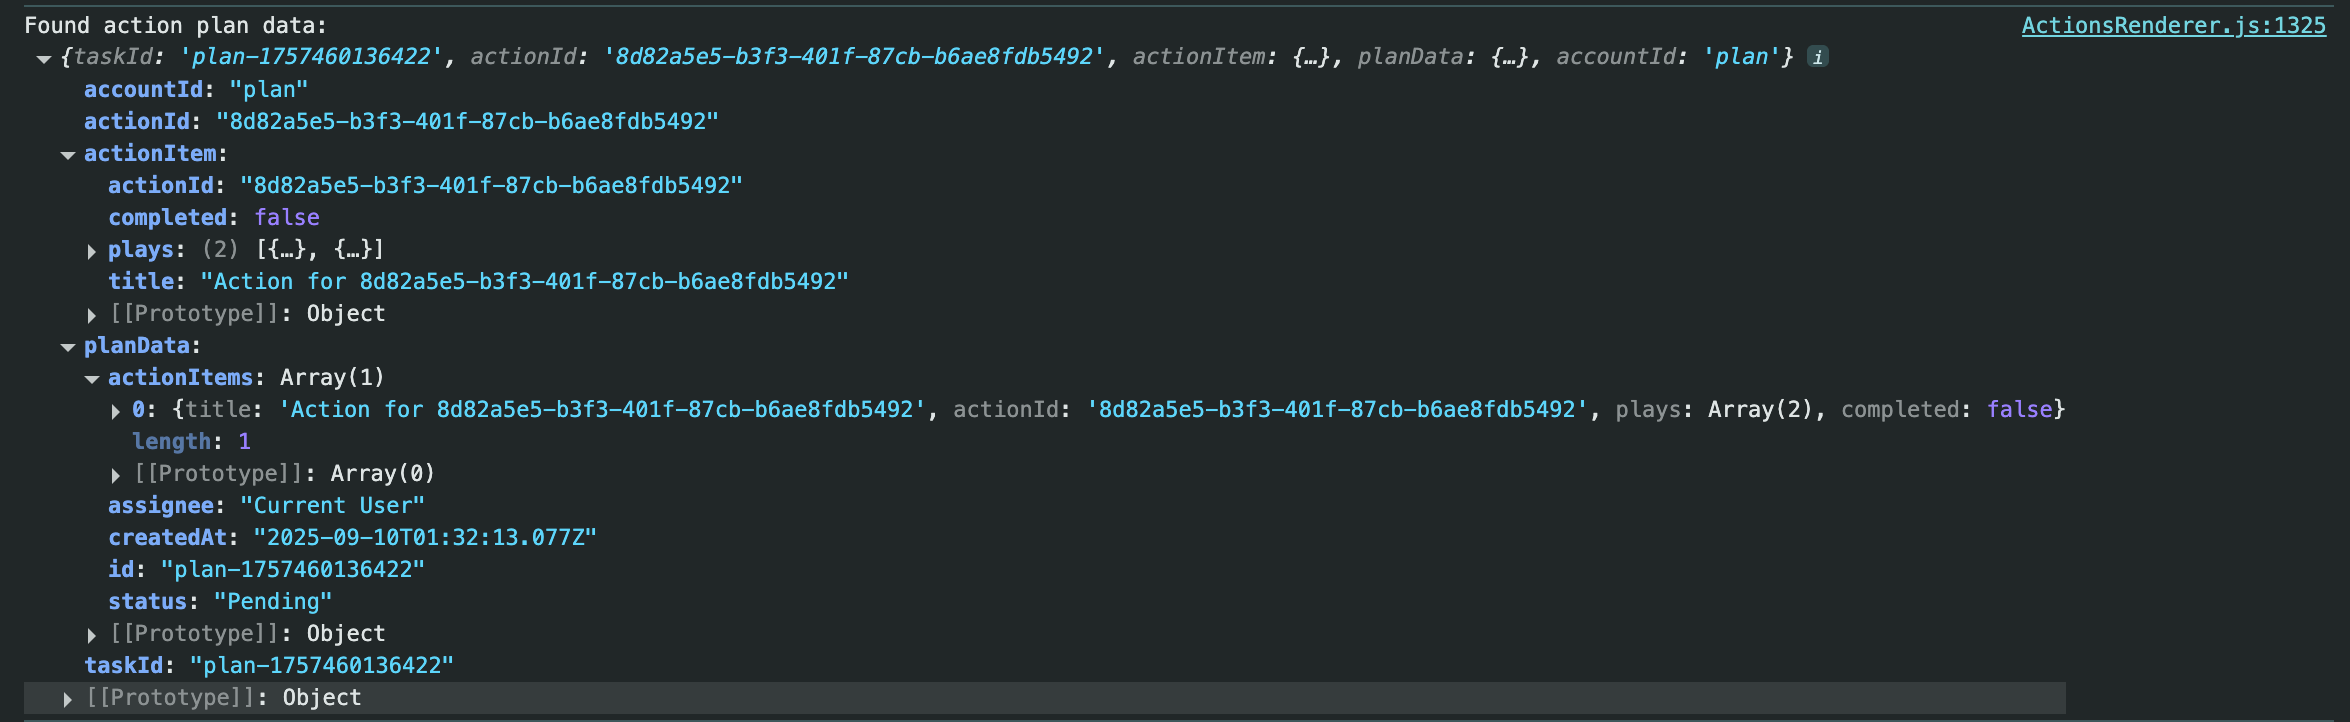 Found action plan data: ActionsRenderer.js:1325
{taskId: 'plan-1757460136422', actionId: '8d82a5e5-b3f3-401f-87cb-b6ae8fdb5492', actionItem: {…}, planData: {…}, accountId: 'plan'} i
accountId: "plan"
actionId: "8d82a5e5-b3f3-401f-87cb-b6ae8fdb5492"
actionItem:
actionId: "8d82a5e5-b3f3-401f-87cb-b6ae8fdb5492"
completed: false
plays: (2) [{…}, {…}]
title: "Action for 8d82a5e5-b3f3-401f-87cb-b6ae8fdb5492"
[[Prototype]]: Object
planData:
actionItems: Array(1)
0: {title: 'Action for 8d82a5e5-b3f3-401f-87cb-b6ae8fdb5492', actionId: '8d82a5e5-b3f3-401f-87cb-b6ae8fdb5492', plays: Array(2), completed: false}
length: 1
[[Prototype]]: Array(0)
assignee: "Current User"
createdAt: "2025-09-10T01:32:13.077Z"
id: "plan-1757460136422"
status: "Pending"
[[Prototype]]: Object
taskId: "plan-1757460136422"
[[Prototype]]: Object